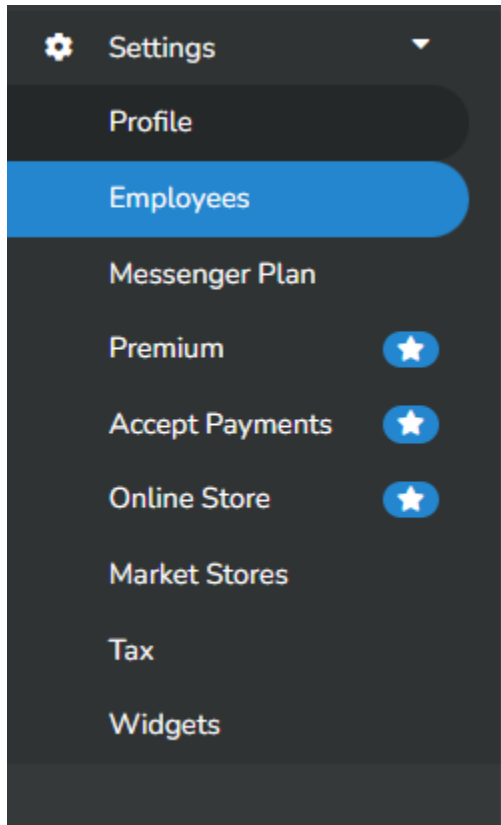 Settings
Profile
Employees
Messenger Plan
Premium
Accept Payments
Online Store
Market Stores
Tax
Widgets